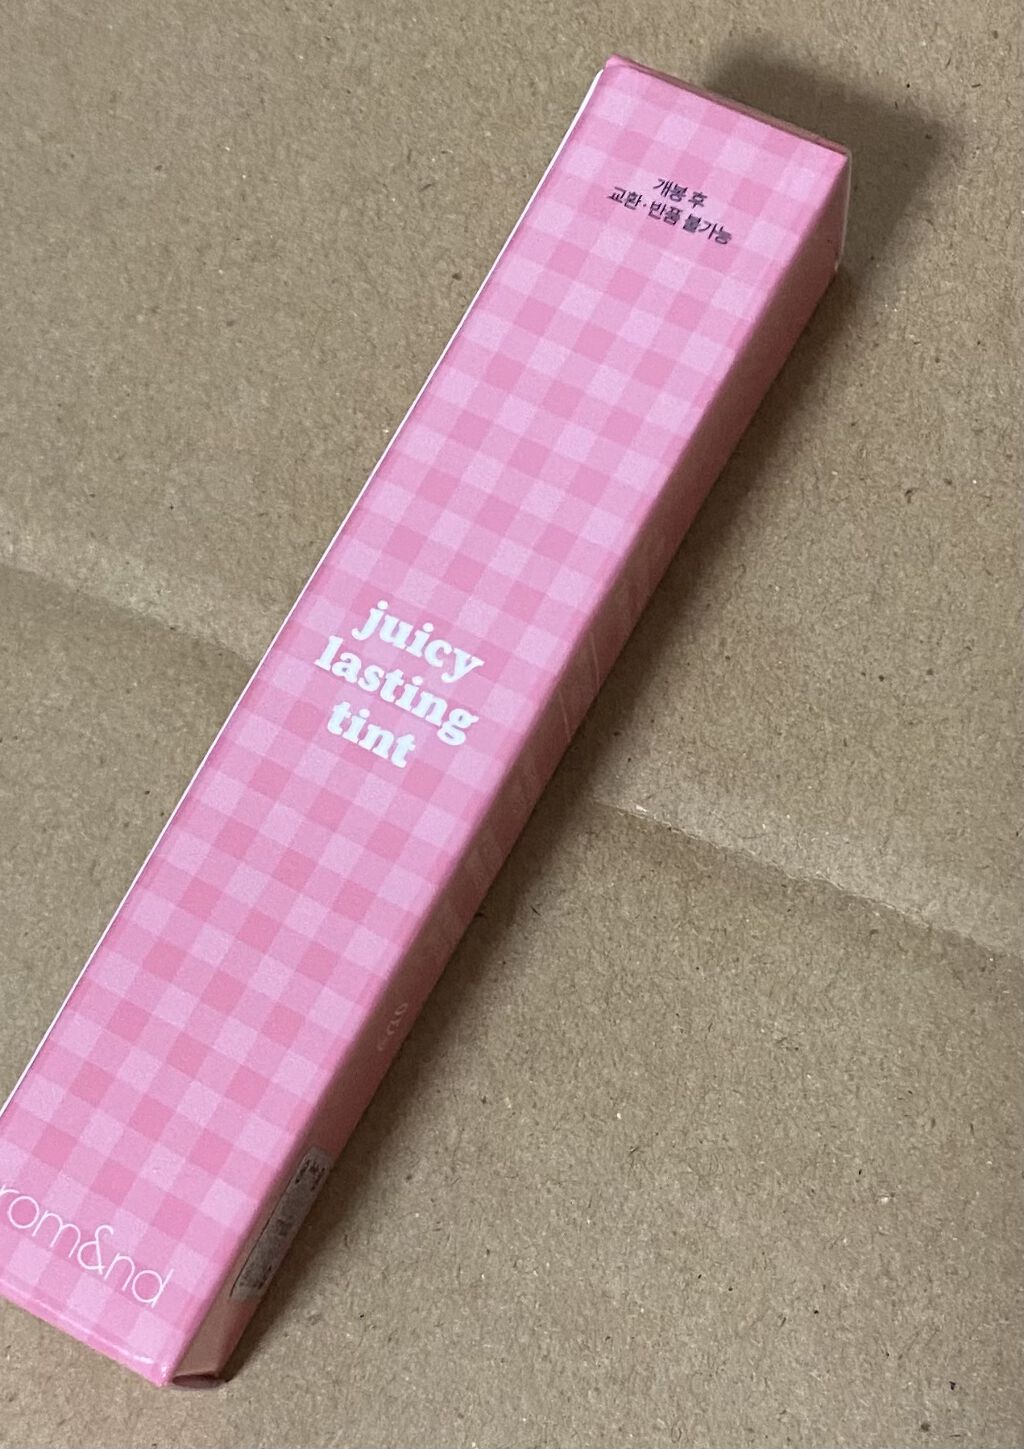 개봉 후
교환·반품 불가능
juicy
lasting
tint
rom&nd